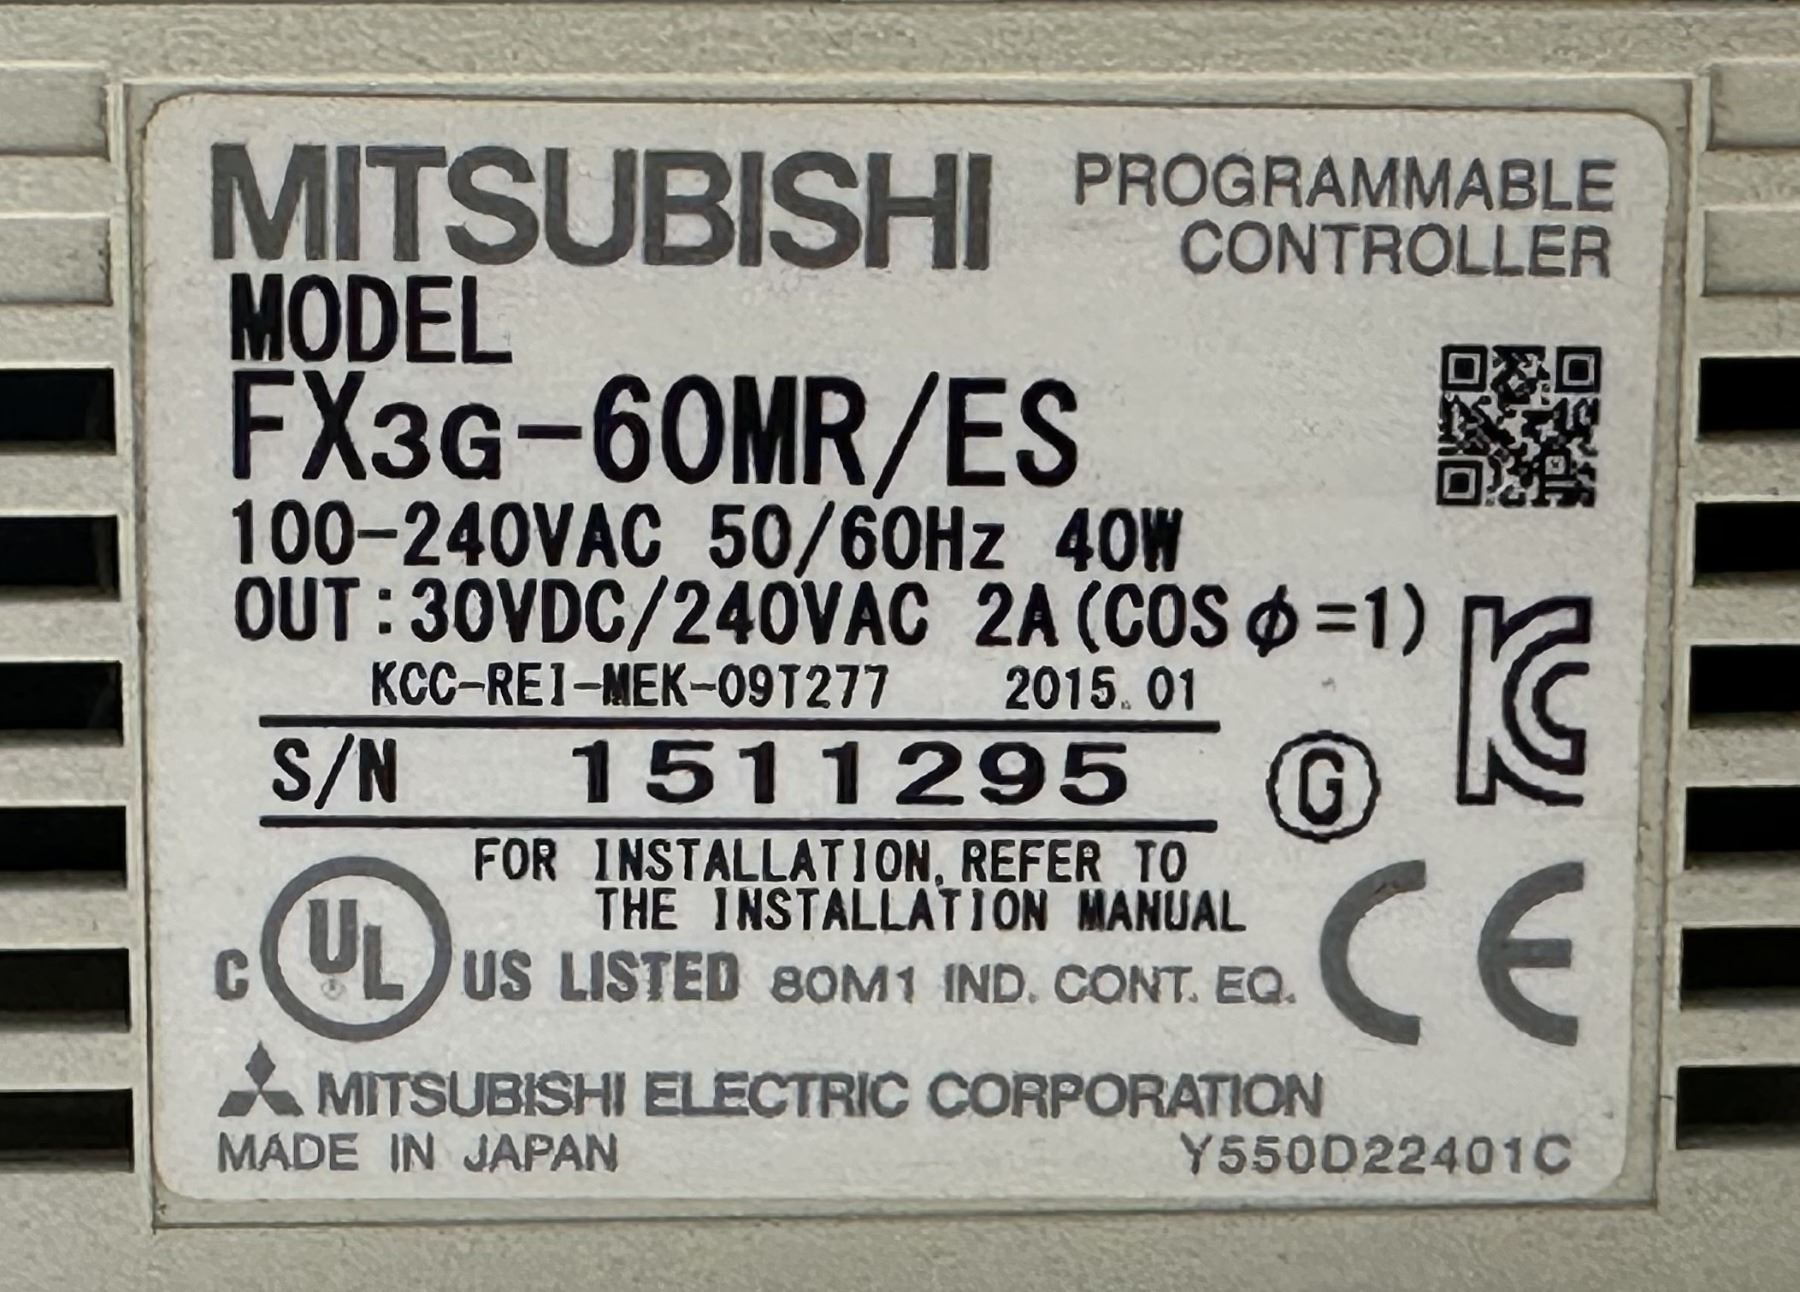 MITSUBISHI
PROGRAMMABLE
CONTROLLER
MODEL
FX3G-60MR/ES
100-240VAC 50/60Hz 40W
OUT:30VDC/240VAC 2A(COSφ=1)
KCC-REI-MEK-09T277 2015.01
S/N 1511295
G
FOR INSTALLATION, REFER TO
THE INSTALLATION MANUAL
C UL US LISTED 80M1 IND. CONT. EQ.
CE
MITSUBISHI ELECTRIC CORPORATION
MADE IN JAPAN Y550D22401C